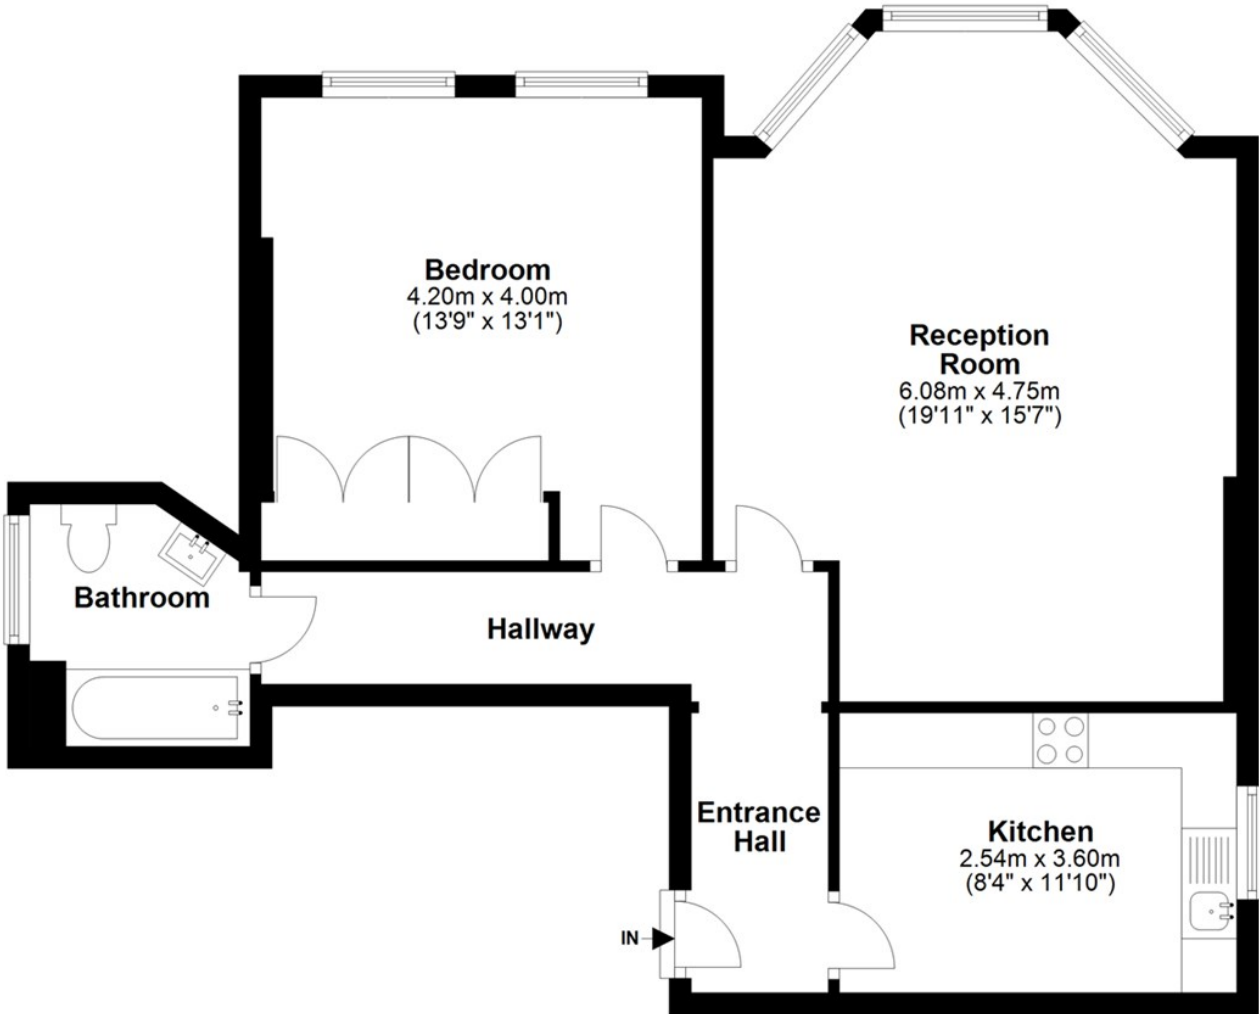 Bedroom
4.20m x 4.00m
(13'9" x 13'1")
Reception
Room
6.08m x 4.75m
(19'11" x 15'7")
Bathroom
Hallway
Entrance
Hall
Kitchen
2.54m x 3.60m
(8'4" x 11'10")
IN